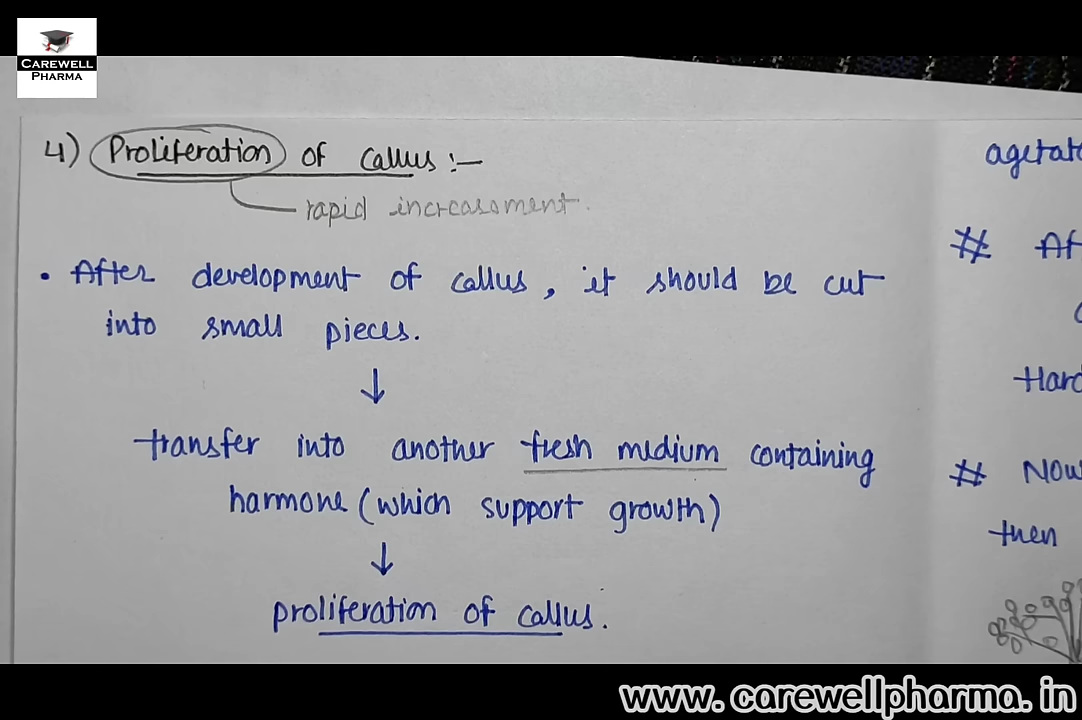 CAREWELL
PHARMA
4) Proliferation of callus :-
rapid increasement.
• After development of callus, it should be cut
into small pieces.
↓
transfer into another fresh medium containing
harmone (which support growth)
↓
proliferation of callus.
# Af
Hard
# Now
then
www.carewellpharma.in